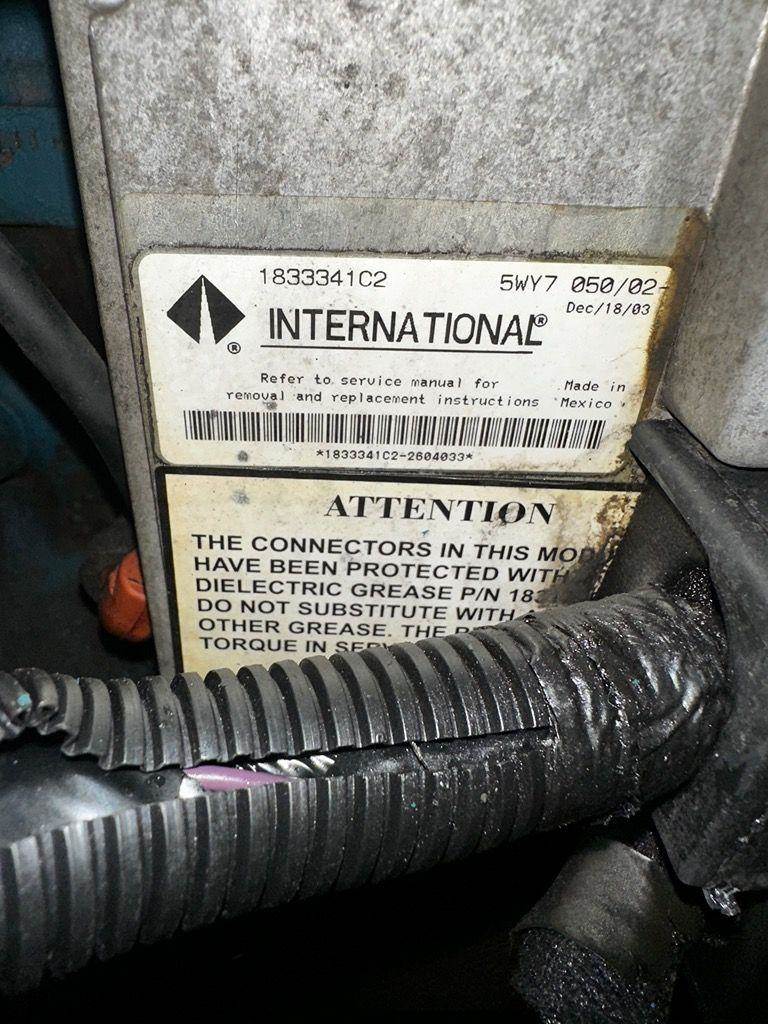 1833341C2
5WY7 050/02-
Dec/18/03
INTERNATIONAL®
®
Refer to service manual for
removal and replacement instructions
Made in
Mexico
*1833341C2-2604033*
ATTENTION
THE CONNECTORS IN THIS
HAVE BEEN PROTECTED WITH
DIELECTRIC GREASE P/N
DO NOT SUBSTITUTE WITH
OTHER GREASE. THE
TORQUE IN